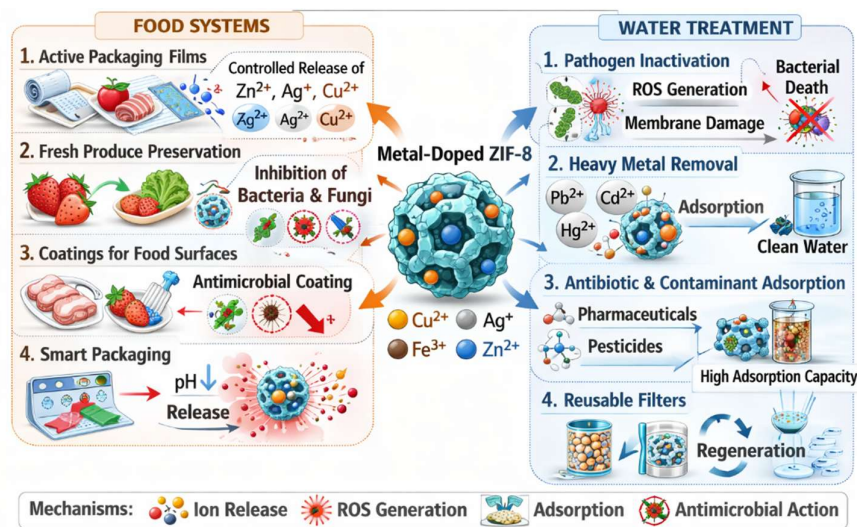 FOOD SYSTEMS
1. Active Packaging Films
Controlled Release of
Zn2+, Ag+, Cu2+
Ag2+ Ag2+ Cu2+
2. Fresh Produce Preservation
Inhibition of
Bacteria & Fungi
3. Coatings for Food Surfaces
Antimicrobial Coating
4. Smart Packaging
pH
Release
Metal-Doped ZIF-8
Cu2+ Ag+
Fe3+ Zn2+
WATER TREATMENT
1. Pathogen Inactivation
ROS Generation
Membrane Damage
Bacterial
Death
2. Heavy Metal Removal
Pb2+ Cd2+
Hg2+
Adsorption
Clean Water
3. Antibiotic & Contaminant Adsorption
Pharmaceuticals
Pesticides
High Adsorption Capacity
4. Reusable Filters
Regeneration
Mechanisms: Ion Release ROS Generation Adsorption Antimicrobial Action